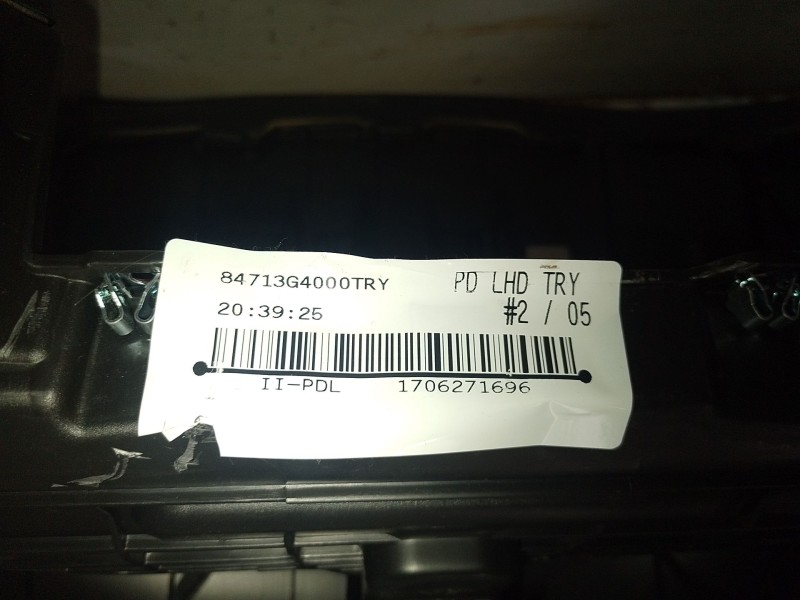 84713G4000TRY PD LHD TRY
20:39:25 #2 / 05
II-PDL 1706271696